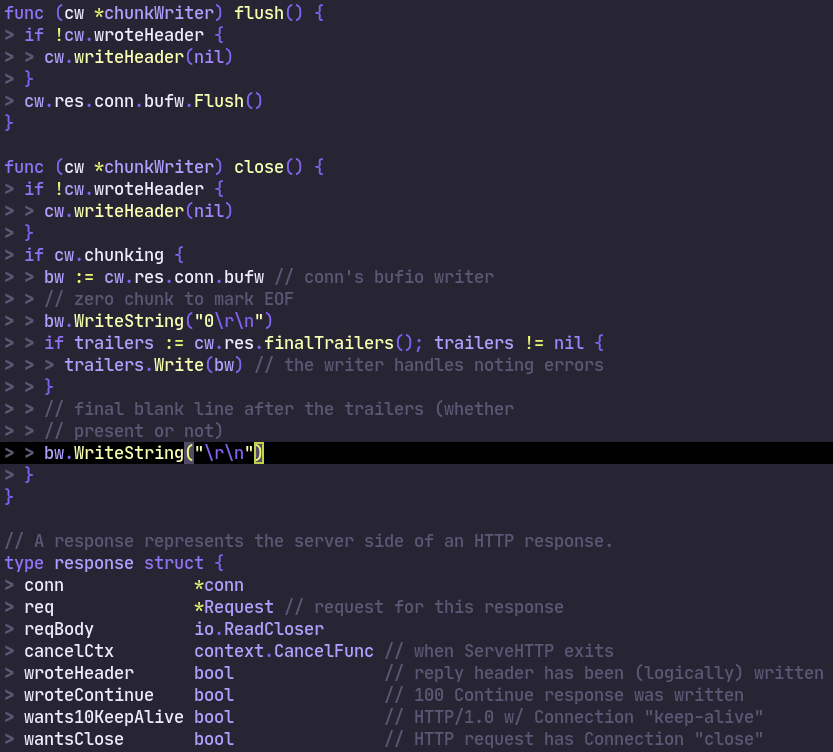 func (cw *chunkWriter) flush() {
> if !cw.wroteHeader {
> > cw.writeHeader(nil)
> }
> cw.res.conn.bufw.Flush()
}

func (cw *chunkWriter) close() {
> if !cw.wroteHeader {
> > cw.writeHeader(nil)
> }
> if cw.chunking {
> > bw := cw.res.conn.bufw // conn's bufio writer
> > // zero chunk to mark EOF
> > bw.WriteString("0\r\n")
> > if trailers := cw.res.finalTrailers(); trailers != nil {
> > > trailers.Write(bw) // the writer handles noting errors
> > }
> > // final blank line after the trailers (whether
> > // present or not)
> > bw.WriteString("\r\n")
> }
}

// A response represents the server side of an HTTP response.
type response struct {
> conn             *conn
> req              *Request // request for this response
> reqBody          io.ReadCloser
> cancelCtx        context.CancelFunc // when ServeHTTP exits
> wroteHeader      bool               // reply header has been (logically) written
> wroteContinue    bool               // 100 Continue response was written
> wants10KeepAlive bool               // HTTP/1.0 w/ Connection "keep-alive"
> wantsClose       bool               // HTTP request has Connection "close"